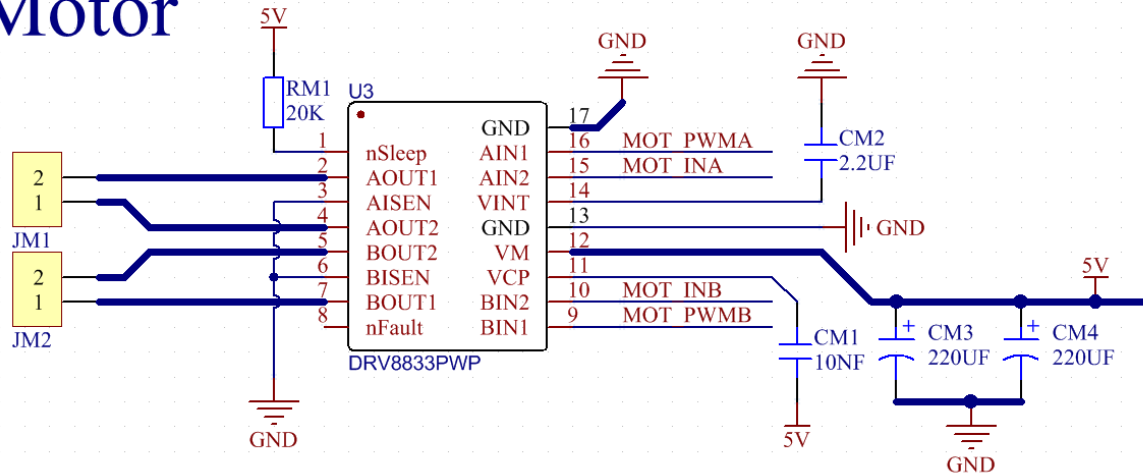 Motor
5V
GND
GND
RM1
20K
U3
17
GND
CM2
2.2UF
1
nSleep
AIN1
16
MOT_PWMA
2
AOUT1
AIN2
15
MOT_INA
3
AISEN
VINT
14
4
AOUT2
GND
13
GND
5
BOUT2
VM
12
6
BISEN
VCP
11
7
BOUT1
BIN2
10
MOT_INB
8
nFault
BIN1
9
MOT_PWMB
DRV8833PWP
2
1
JM1
2
1
JM2
GND
5V
CM1
10NF
CM3
220UF
CM4
220UF
+
+
5V
GND